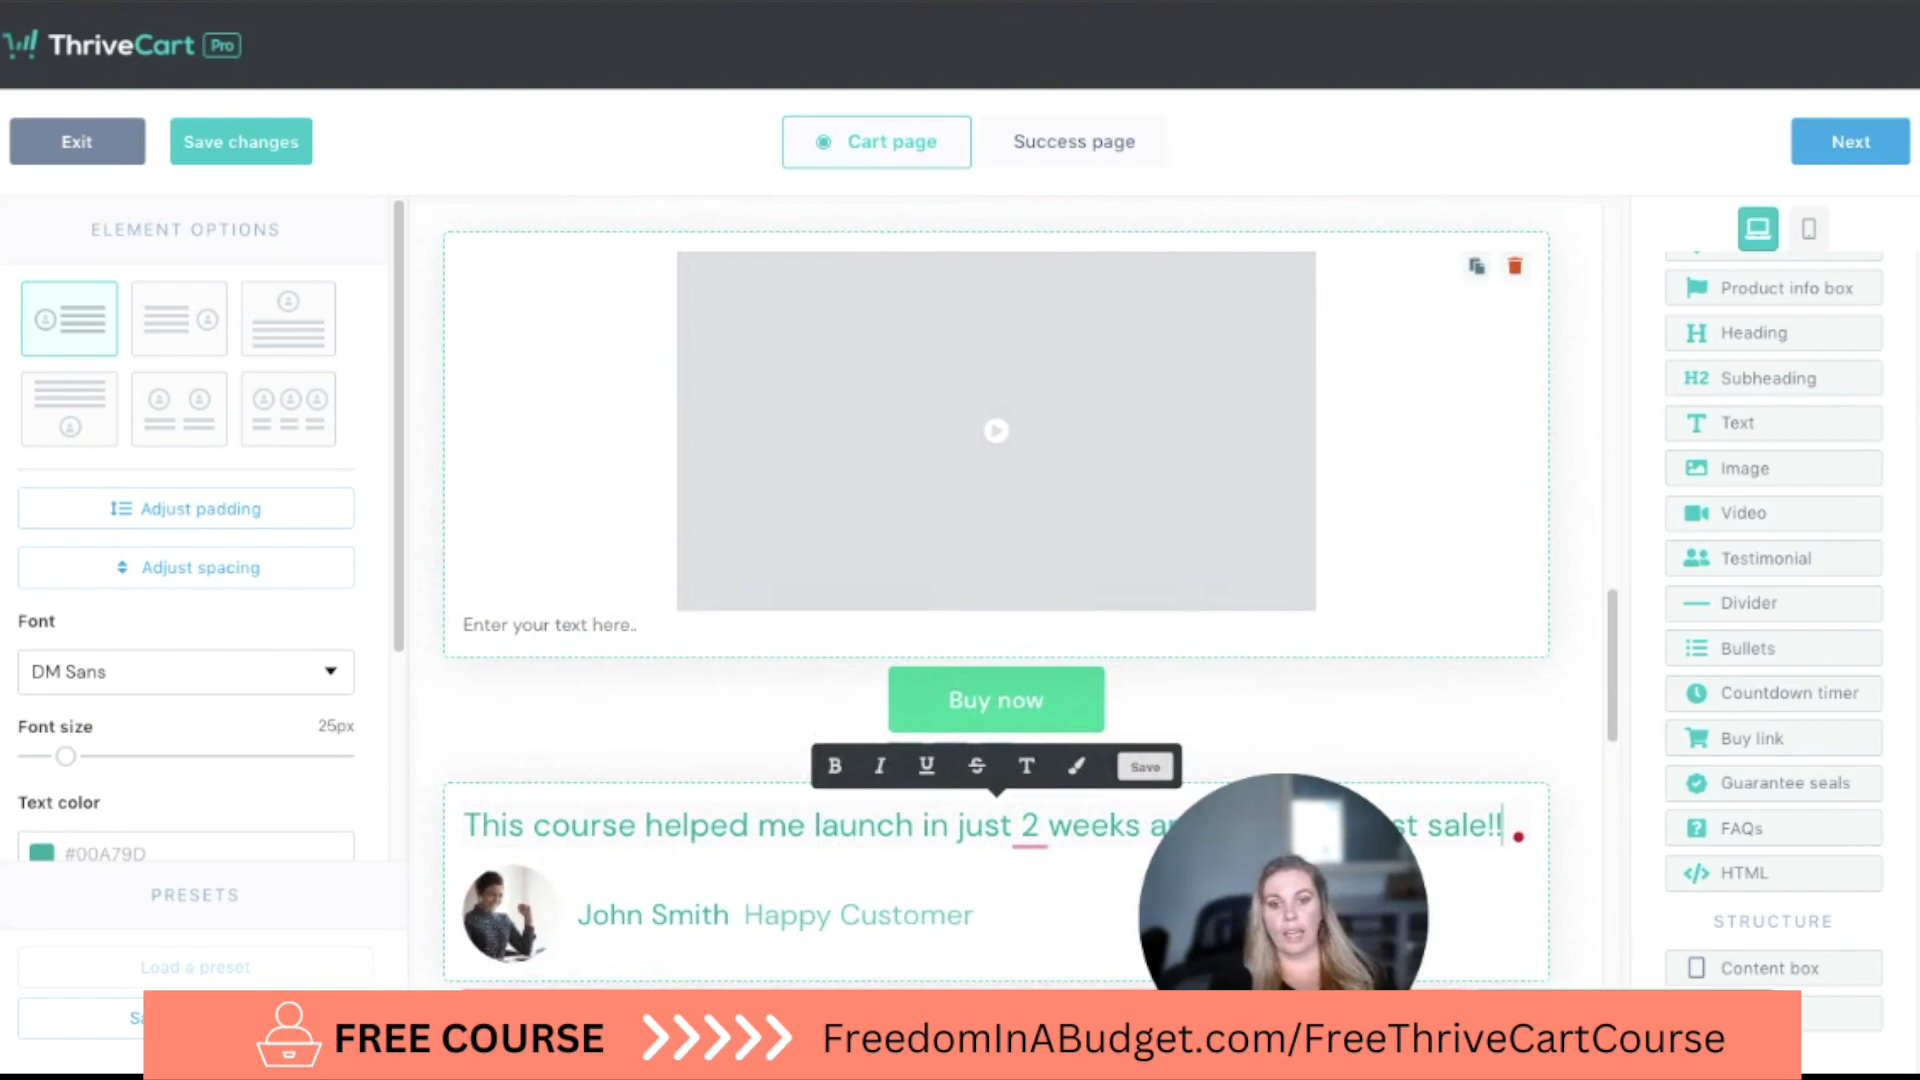 ThriveCart Pro
Exit
Save changes
Cart page
Success page
Next
ELEMENT OPTIONS
Adjust padding
Adjust spacing
Font
DM Sans
Font size 25px
Text color
#00A79D
PRESETS
Load a preset
Enter your text here..
Buy now
B I U S T Save
This course helped me launch in just 2 weeks sale!!
John Smith Happy Customer
Product info box
H Heading
H2 Subheading
T Text
Image
Video
Testimonial
Divider
Bullets
Countdown timer
Buy link
Guarantee seals
? FAQs
</> HTML
STRUCTURE
Content box
FREE COURSE FreedomInABudget.com/FreeThriveCartCourse